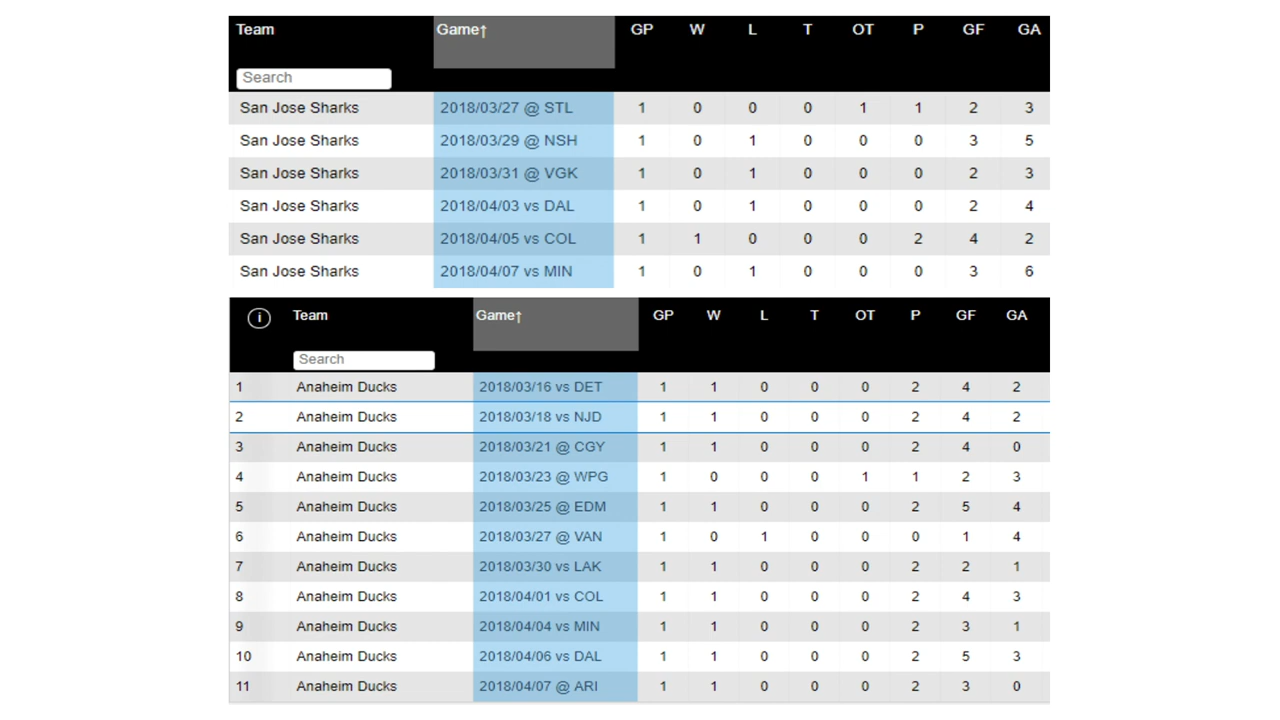 Team Game↑ GP W L T OT P GF GA
Search
San Jose Sharks 2018/03/27 @ STL 1 0 0 0 1 1 2 3
San Jose Sharks 2018/03/29 @ NSH 1 0 1 0 0 0 3 5
San Jose Sharks 2018/03/31 @ VGK 1 0 1 0 0 0 2 3
San Jose Sharks 2018/04/03 vs DAL 1 0 1 0 0 0 2 4
San Jose Sharks 2018/04/05 vs COL 1 1 0 0 0 2 4 2
San Jose Sharks 2018/04/07 vs MIN 1 0 1 0 0 0 3 6
i Team Game↑ GP W L T OT P GF GA
Search
1 Anaheim Ducks 2018/03/16 vs DET 1 1 0 0 0 2 4 2
2 Anaheim Ducks 2018/03/18 vs NJD 1 1 0 0 0 2 4 2
3 Anaheim Ducks 2018/03/21 @ CGY 1 1 0 0 0 2 4 0
4 Anaheim Ducks 2018/03/23 @ WPG 1 0 0 0 1 1 2 3
5 Anaheim Ducks 2018/03/25 @ EDM 1 1 0 0 0 2 5 4
6 Anaheim Ducks 2018/03/27 @ VAN 1 0 1 0 0 0 1 4
7 Anaheim Ducks 2018/03/30 vs LAK 1 1 0 0 0 2 2 1
8 Anaheim Ducks 2018/04/01 vs COL 1 1 0 0 0 2 4 3
9 Anaheim Ducks 2018/04/04 vs MIN 1 1 0 0 0 2 3 1
10 Anaheim Ducks 2018/04/06 vs DAL 1 1 0 0 0 2 5 3
11 Anaheim Ducks 2018/04/07 @ ARI 1 1 0 0 0 2 3 0